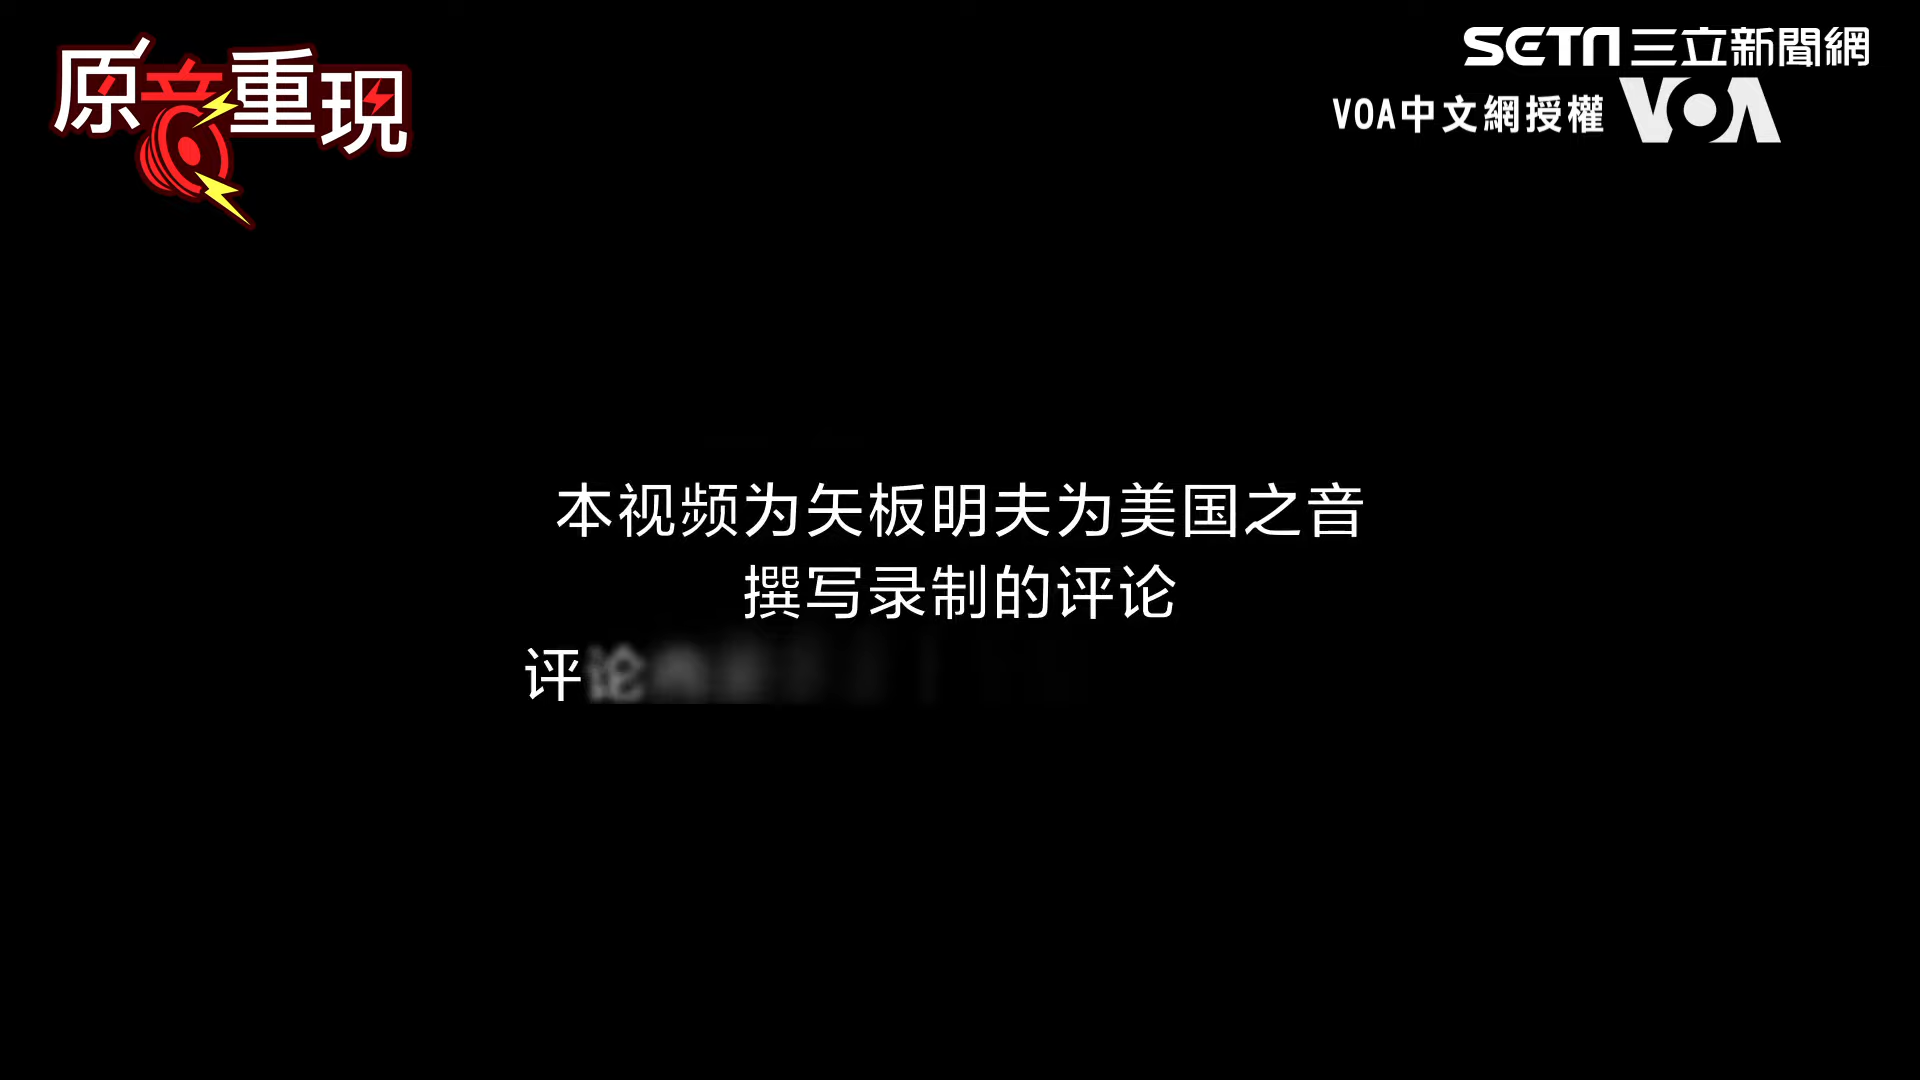 原音重現
SETN三立新聞網
VOA中文網授權 VOA
本视频为矢板明夫为美国之音
撰写录制的评论
评论